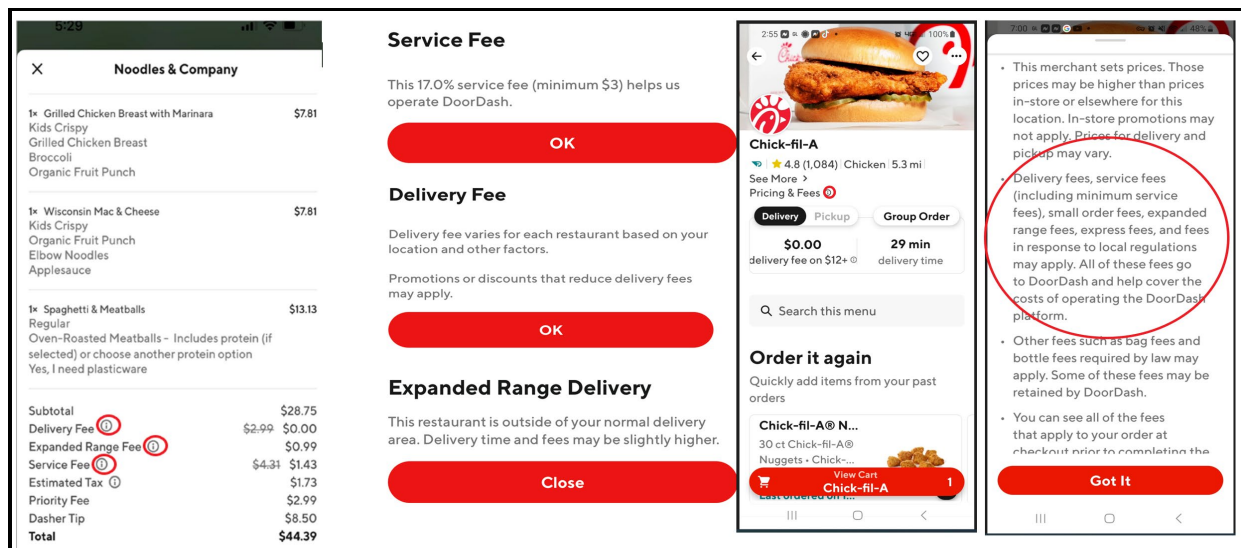 5:29
Noodles & Company
1× Grilled Chicken Breast with Marinara $7.81
Kids Crispy
Grilled Chicken Breast
Broccoli
Organic Fruit Punch
1× Wisconsin Mac & Cheese $7.81
Kids Crispy
Organic Fruit Punch
Elbow Noodles
Applesauce
1× Spaghetti & Meatballs $13.13
Regular
Oven-Roasted Meatballs - Includes protein (if
selected) or choose another protein option
Yes, I need plasticware
Subtotal $28.75
Delivery Fee $2.99 $0.00
Expanded Range Fee $0.99
Service Fee $4.31 $1.43
Estimated Tax $1.73
Priority Fee $2.99
Dasher Tip $8.50
Total $44.39
Service Fee
This 17.0% service fee (minimum $3) helps us
operate DoorDash.
OK
Delivery Fee
Delivery fee varies for each restaurant based on your
location and other factors.
Promotions or discounts that reduce delivery fees
may apply.
OK
Expanded Range Delivery
This restaurant is outside of your normal delivery
area. Delivery time and fees may be slightly higher.
Close
2:55 100%
Chick-fil-A
4.8 (1,084) Chicken 5.3 mi
See More >
Pricing & Fees
Delivery Pickup Group Order
$0.00 29 min
delivery fee on $12+ delivery time
Search this menu
Order it again
Quickly add items from your past
orders
Chick-fil-A® N...
30 ct Chick-fil-A®
Nuggets • Chick-...
View Cart
Chick-fil-A 1
Last ordered on
7:00 48%
• This merchant sets prices. Those
prices may be higher than prices
in-store or elsewhere for this
location. In-store promotions may
not apply. Prices for delivery and
pickup may vary.
• Delivery fees, service fees
(including minimum service
fees), small order fees, expanded
range fees, express fees, and fees
in response to local regulations
may apply. All of these fees go
to DoorDash and help cover the
costs of operating the DoorDash
platform.
• Other fees such as bag fees and
bottle fees required by law may
apply. Some of these fees may be
retained by DoorDash.
• You can see all of the fees
that apply to your order at
checkout prior to completing the
Got It